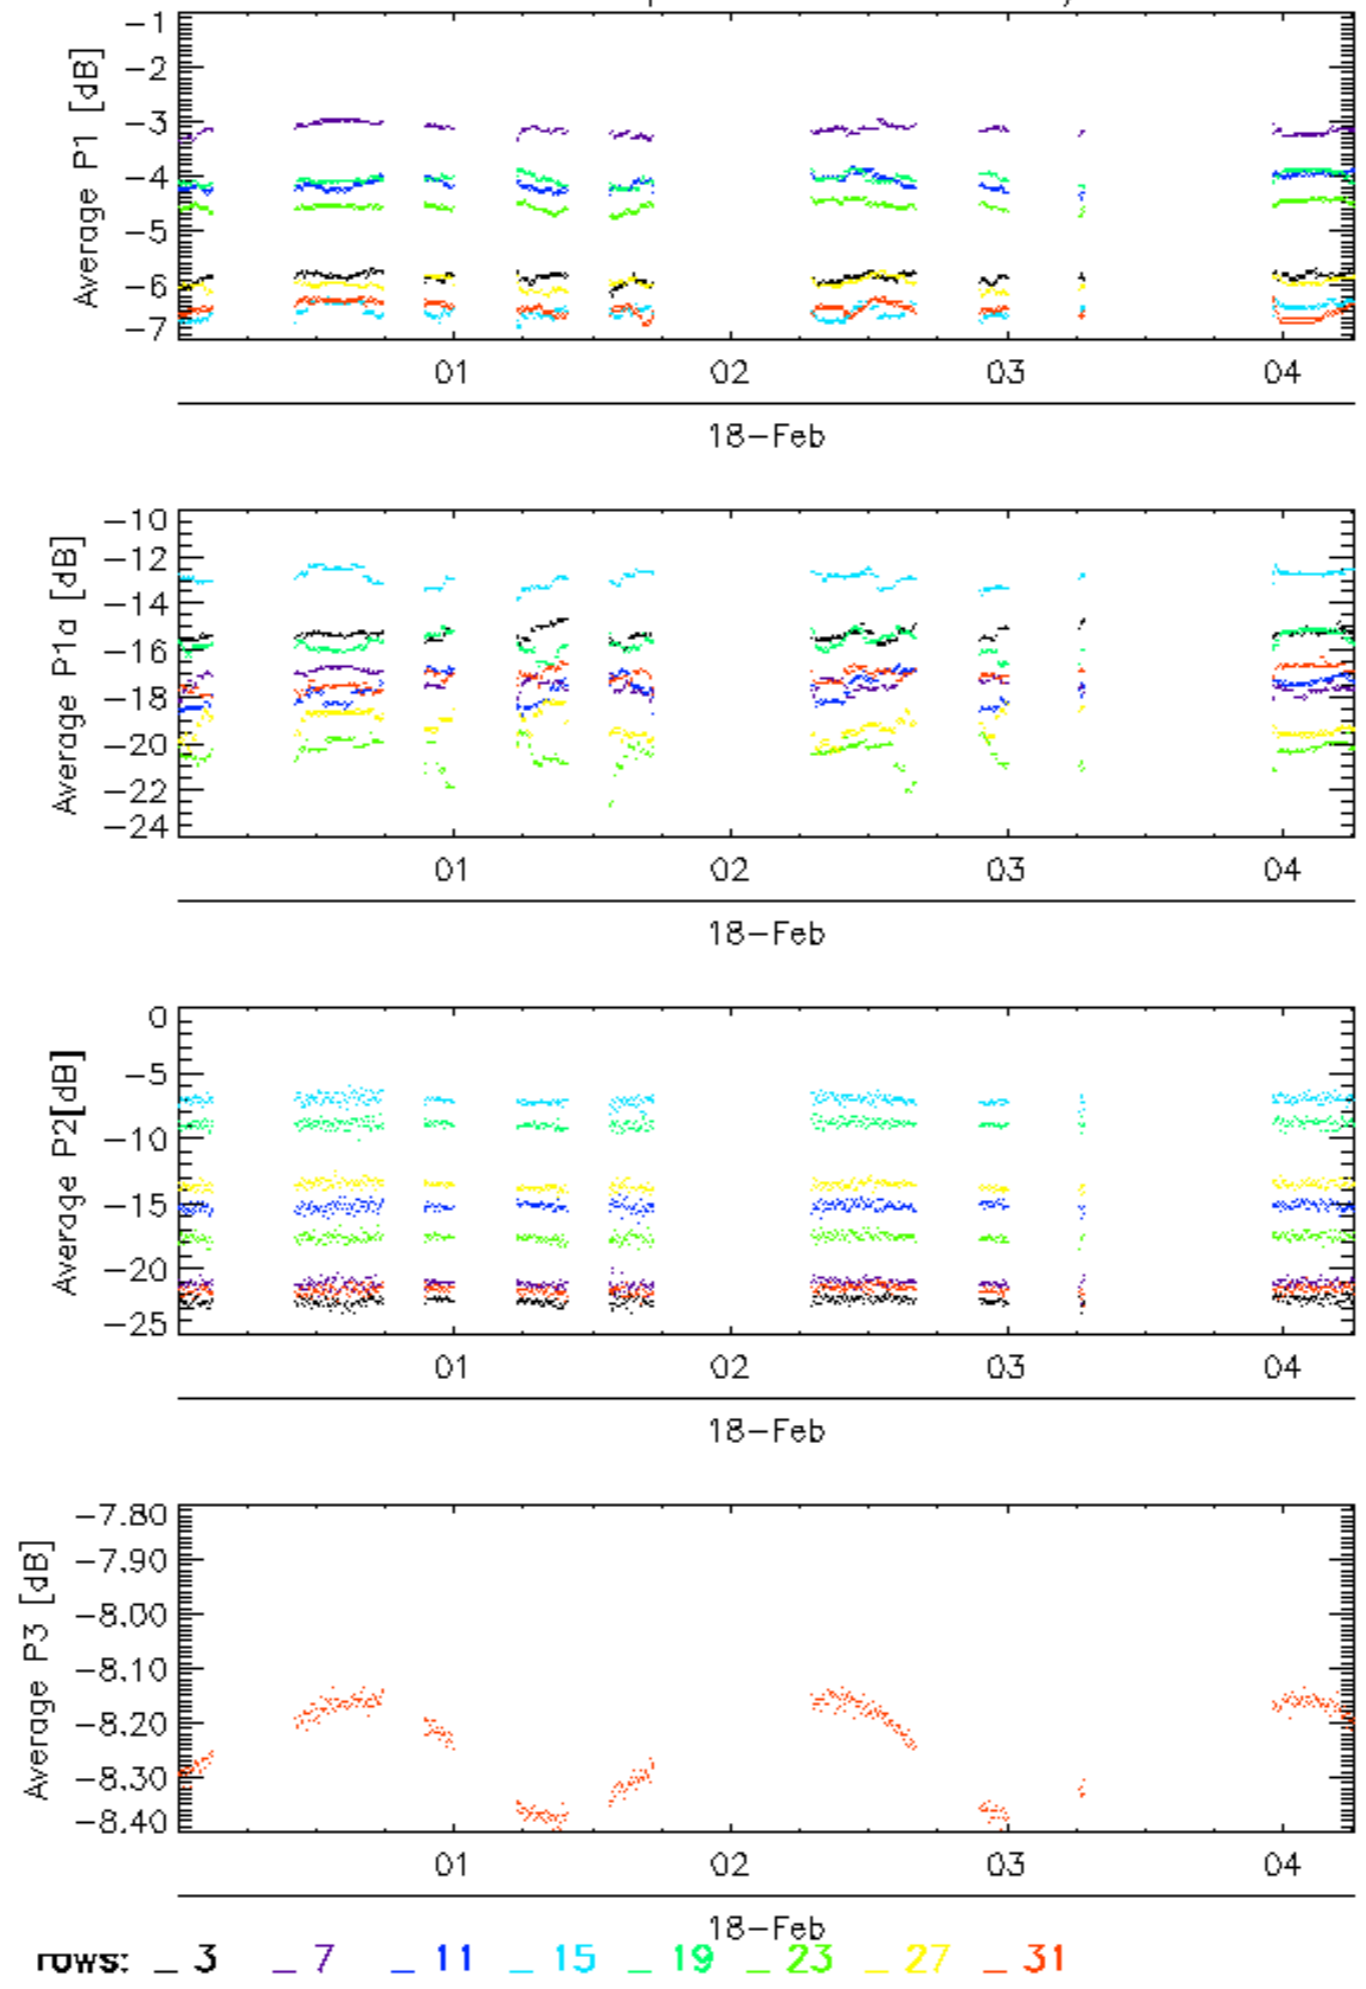 Average P1 [dB]
-1
-2
-3
-4
-5
-6
-7
01 02 03 04
18-Feb
Average P1a [dB]
-10
-12
-14
-16
-18
-20
-22
-24
01 02 03 04
18-Feb
Average P2[dB]
0
-5
-10
-15
-20
-25
01 02 03 04
18-Feb
Average P3 [dB]
-7.80
-7.90
-8.00
-8.10
-8.20
-8.30
-8.40
01 02 03 04
18-Feb
rows: _ 3 _ 7 _ 11 _ 15 _ 19 _ 23 _ 27 _ 31